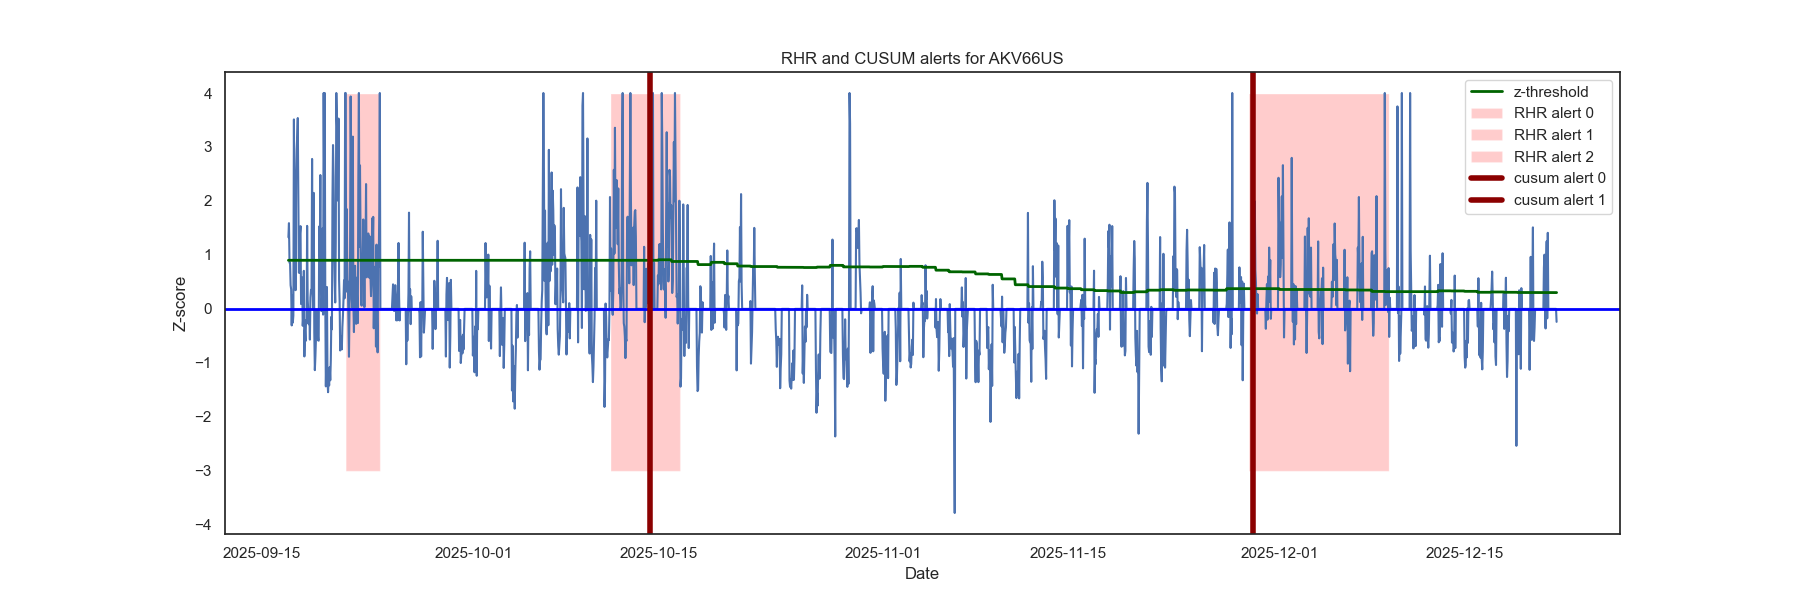 RHR and CUSUM alerts for AKV66US
z-threshold
RHR alert 0
RHR alert 1
RHR alert 2
cusum alert 0
cusum alert 1
Z-score
4
3
2
1
0
−1
−2
−3
−4
2025-09-15 2025-10-01 2025-10-15 2025-11-01 2025-11-15 2025-12-01 2025-12-15
Date